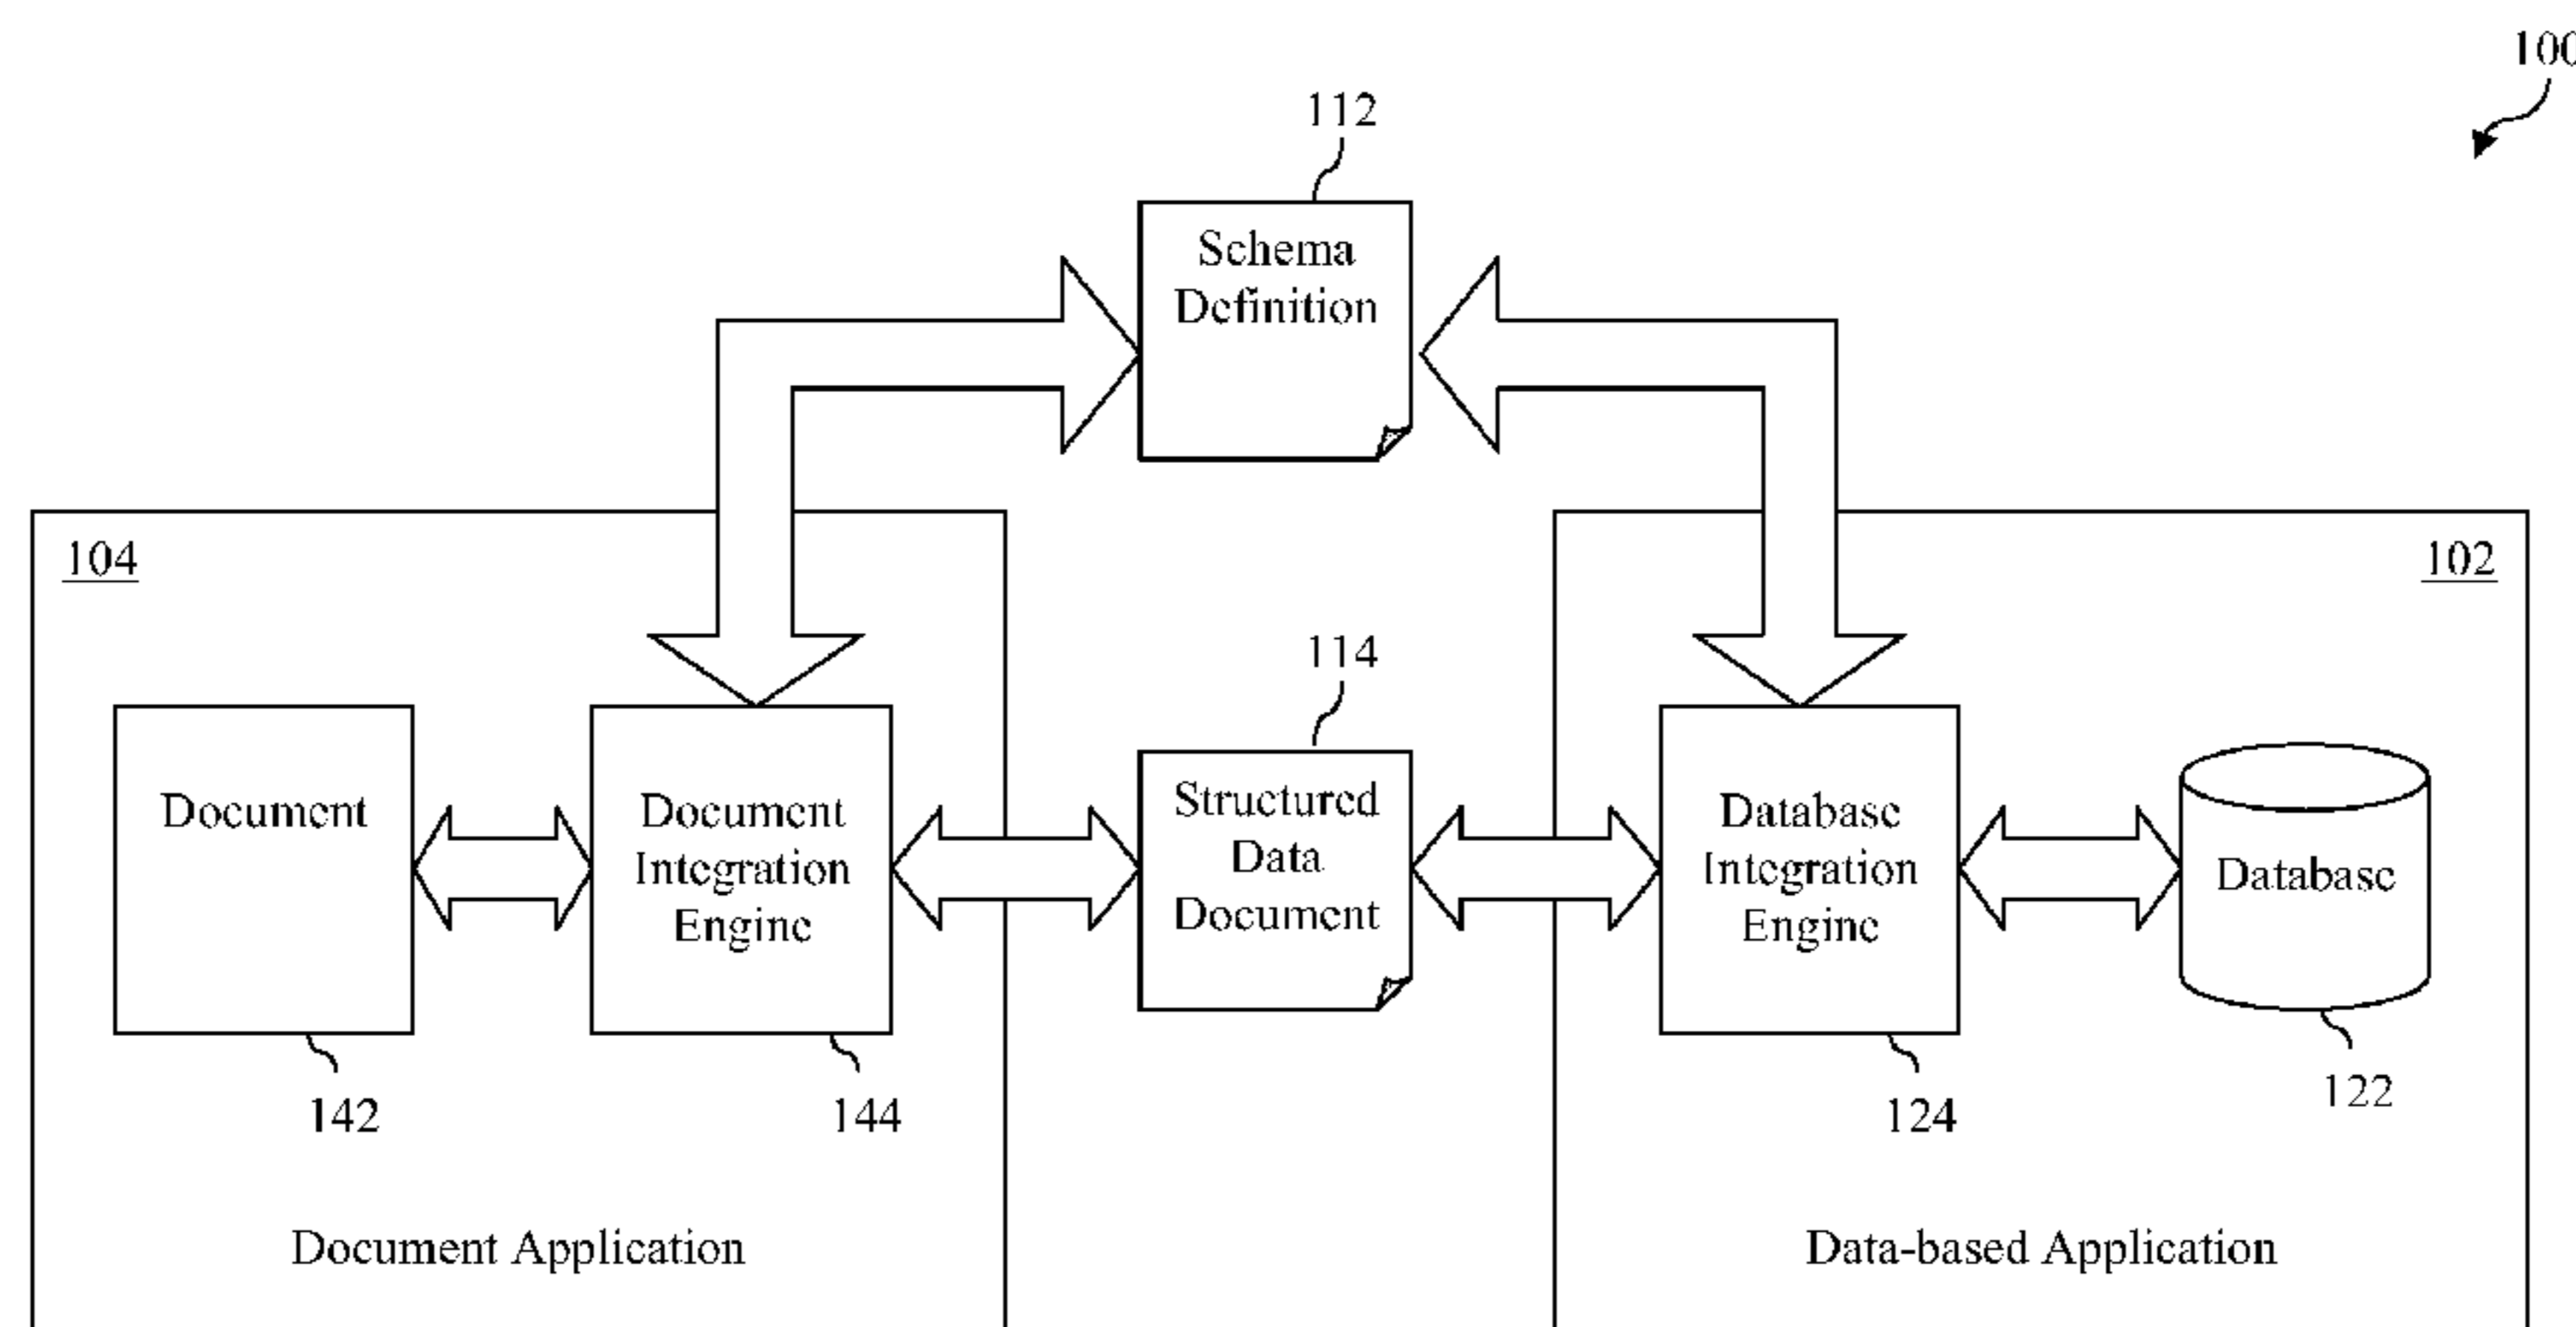 100
112
Schema
Definition
104
102
114
Document
Document
Integration
Engine
Structured
Data
Document
Database
Integration
Engine
Database
142
144
124
122
Document Application
Data-based Application